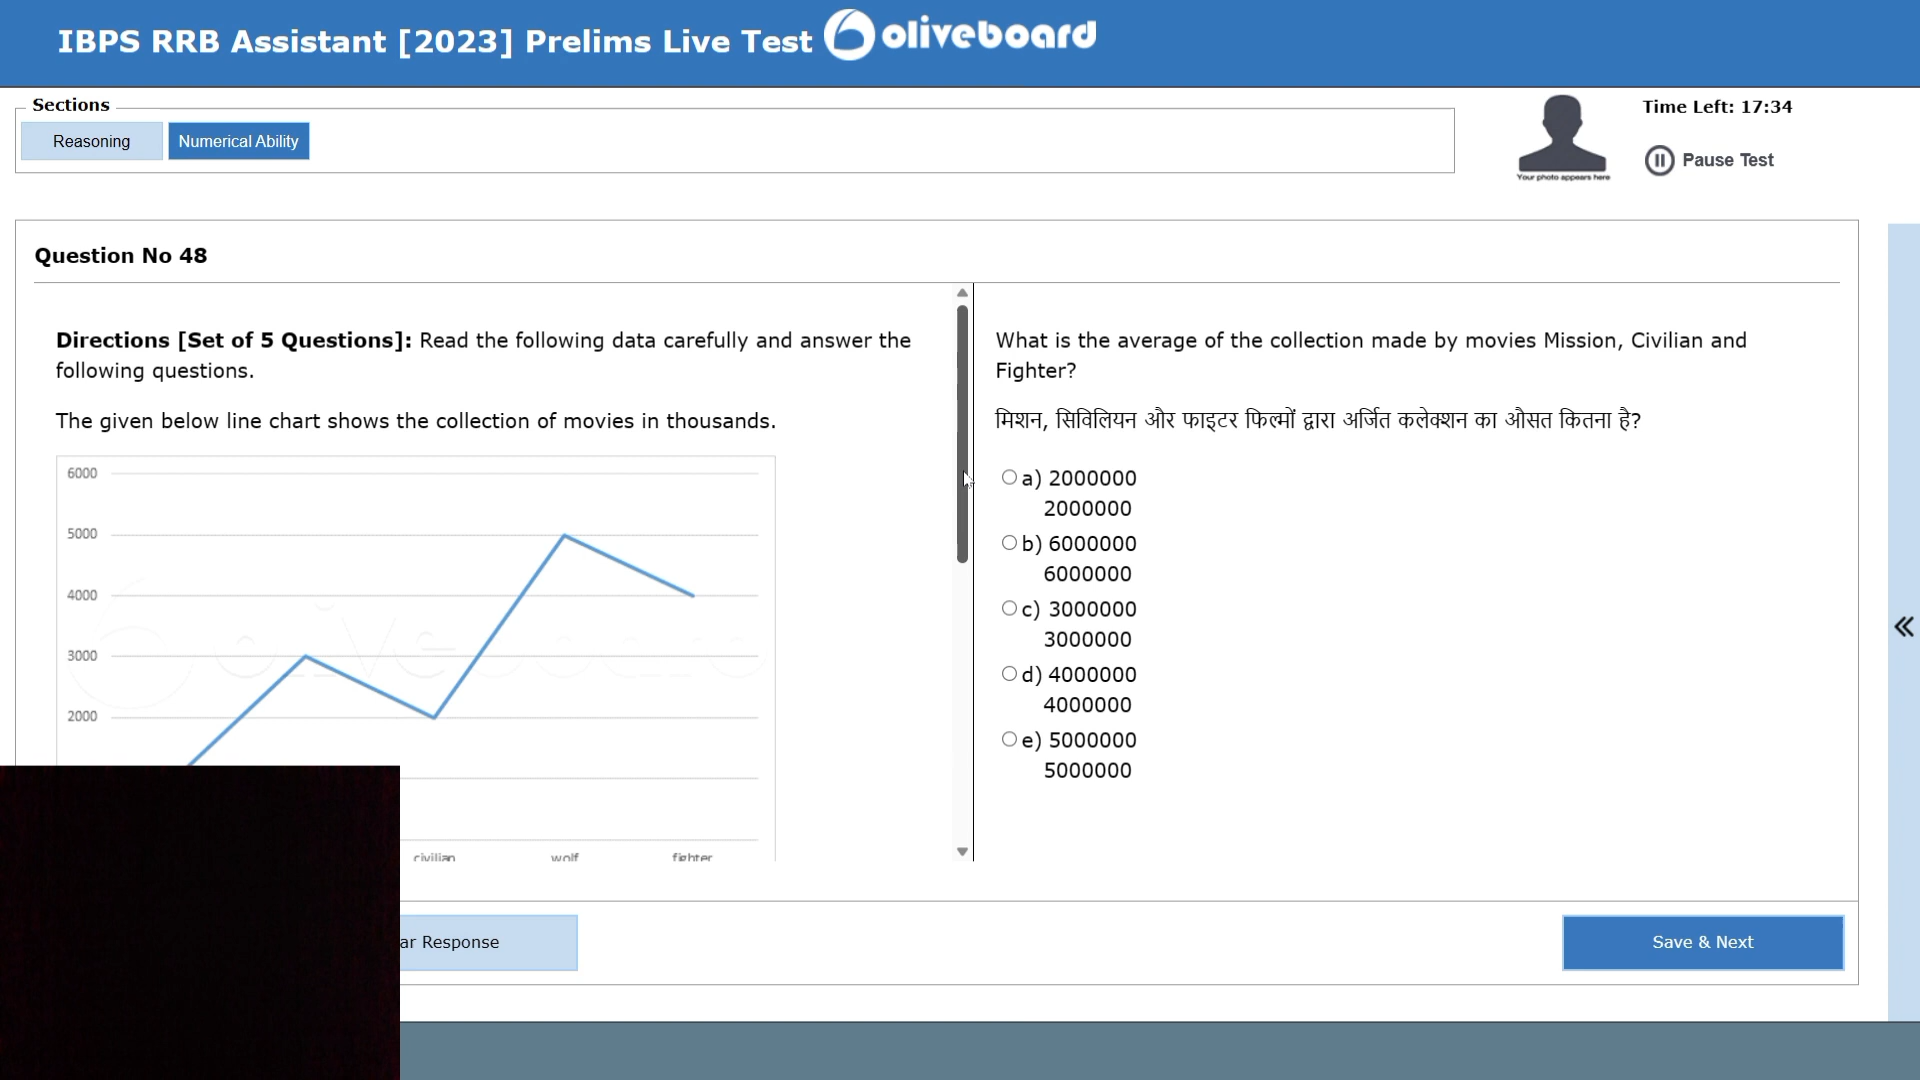 IBPS RRB Assistant [2023] Prelims Live Test oliveboard
Sections
Reasoning Numerical Ability
Your photo appears here
Time Left: 17:34
Pause Test
Question No 48
Directions [Set of 5 Questions]: Read the following data carefully and answer the
following questions.
The given below line chart shows the collection of movies in thousands.
6000
5000
4000
3000
2000
civilian wolf fighter
What is the average of the collection made by movies Mission, Civilian and
Fighter?
मिशन, सिविलियन और फाइटर फिल्मों द्वारा अर्जित कलेक्शन का औसत कितना है?
a) 2000000
2000000
b) 6000000
6000000
c) 3000000
3000000
d) 4000000
4000000
e) 5000000
5000000
ar Response
Save & Next